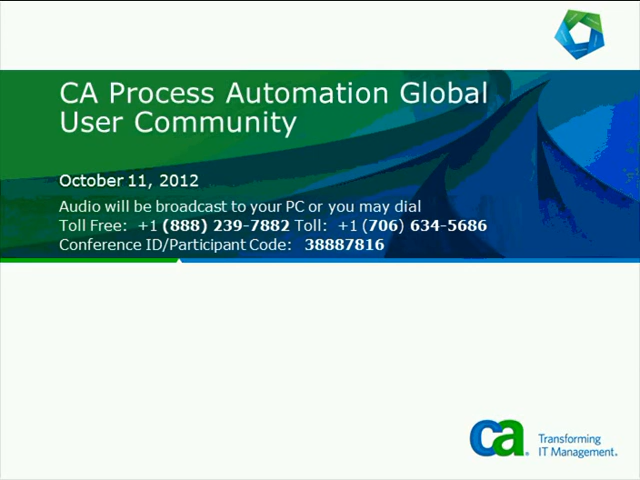 CA Process Automation Global
User Community
October 11, 2012
Audio will be broadcast to your PC or you may dial
Toll Free: +1 (888) 239-7882 Toll: +1 (706) 634-5686
Conference ID/Participant Code: 38887816
ca.
Transforming
IT Management.